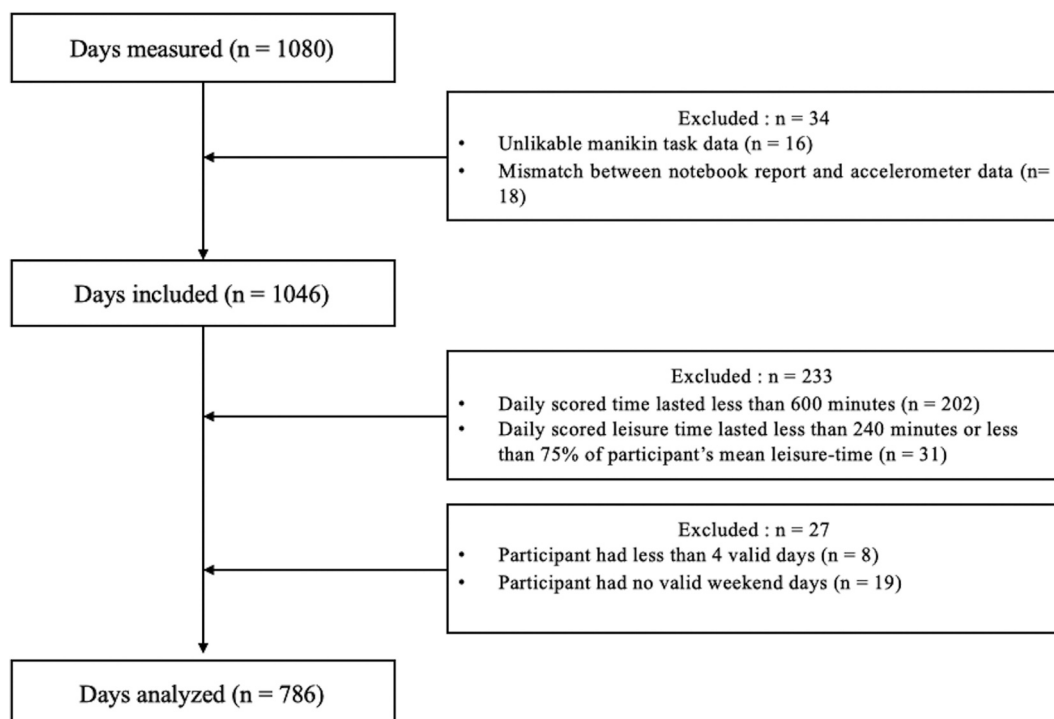 Days measured (n = 1080)
Excluded : n = 34
• Unlikable manikin task data (n = 16)
• Mismatch between notebook report and accelerometer data (n=
18)
Days included (n = 1046)
Excluded : n = 233
• Daily scored time lasted less than 600 minutes (n = 202)
• Daily scored leisure time lasted less than 240 minutes or less
than 75% of participant’s mean leisure-time (n = 31)
Excluded : n = 27
• Participant had less than 4 valid days (n = 8)
• Participant had no valid weekend days (n = 19)
Days analyzed (n = 786)